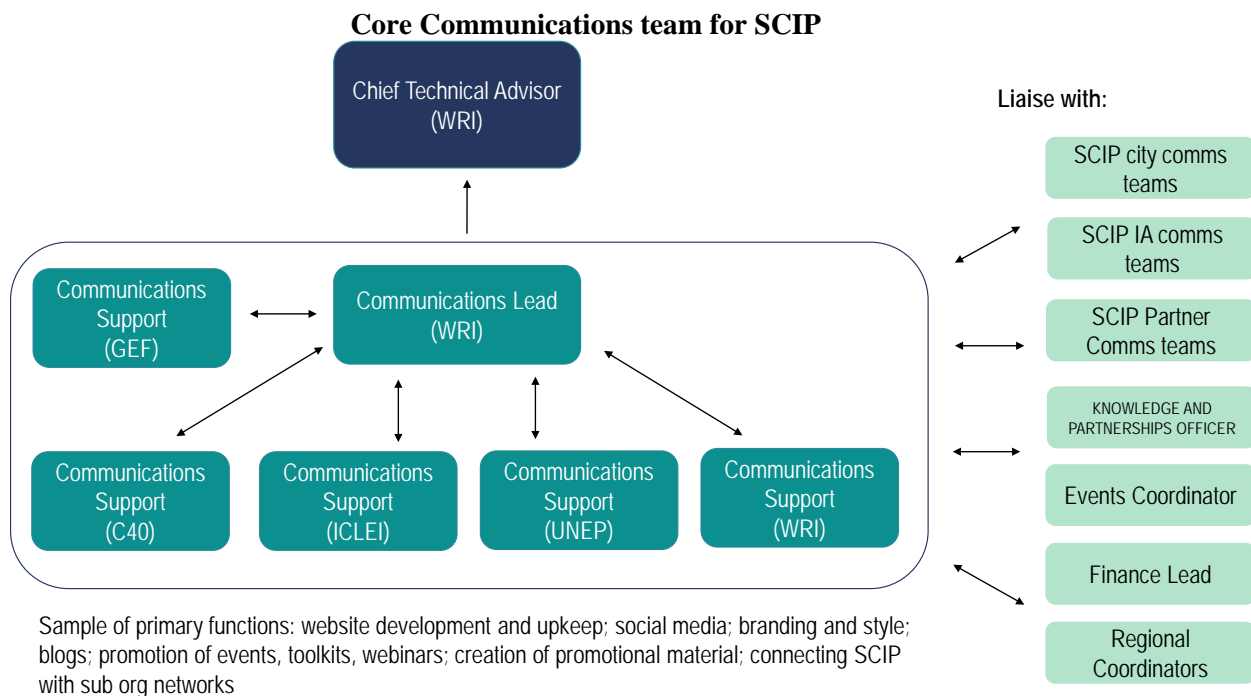 Core Communications team for SCIP
Chief Technical Advisor
(WRI)
Liaise with:
SCIP city comms
teams
SCIP IA comms
teams
SCIP Partner
Comms teams
KNOWLEDGE AND
PARTNERSHIPS OFFICER
Events Coordinator
Finance Lead
Regional
Coordinators
Communications
Support
(GEF)
Communications Lead
(WRI)
Communications
Support
(C40)
Communications
Support
(ICLEI)
Communications
Support
(UNEP)
Communications
Support
(WRI)
Sample of primary functions: website development and upkeep; social media; branding and style;
blogs; promotion of events, toolkits, webinars; creation of promotional material; connecting SCIP
with sub org networks